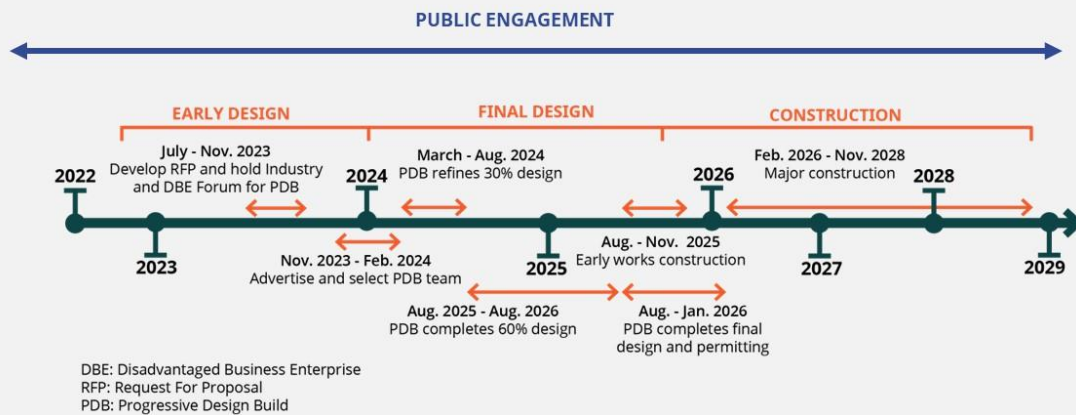 PUBLIC ENGAGEMENT
EARLY DESIGN
FINAL DESIGN
CONSTRUCTION
July - Nov. 2023
Develop RFP and hold Industry
and DBE Forum for PDB
March - Aug. 2024
PDB refines 30% design
Feb. 2026 - Nov. 2028
Major construction
2022
2024
2026
2028
2023
2025
2027
2029
Nov. 2023 - Feb. 2024
Advertise and select PDB team
Aug. - Nov. 2025
Early works construction
Aug. 2025 - Aug. 2026
PDB completes 60% design
Aug. - Jan. 2026
PDB completes final
design and permitting
DBE: Disadvantaged Business Enterprise
RFP: Request For Proposal
PDB: Progressive Design Build